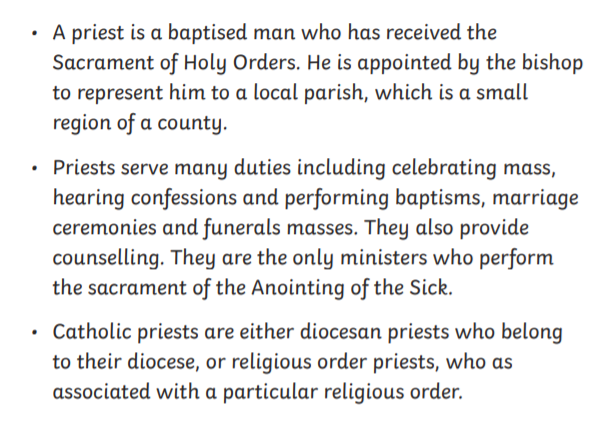 • A priest is a baptised man who has received the
Sacrament of Holy Orders. He is appointed by the bishop
to represent him to a local parish, which is a small
region of a county.
• Priests serve many duties including celebrating mass,
hearing confessions and performing baptisms, marriage
ceremonies and funerals masses. They also provide
counselling. They are the only ministers who perform
the sacrament of the Anointing of the Sick.
• Catholic priests are either diocesan priests who belong
to their diocese, or religious order priests, who as
associated with a particular religious order.